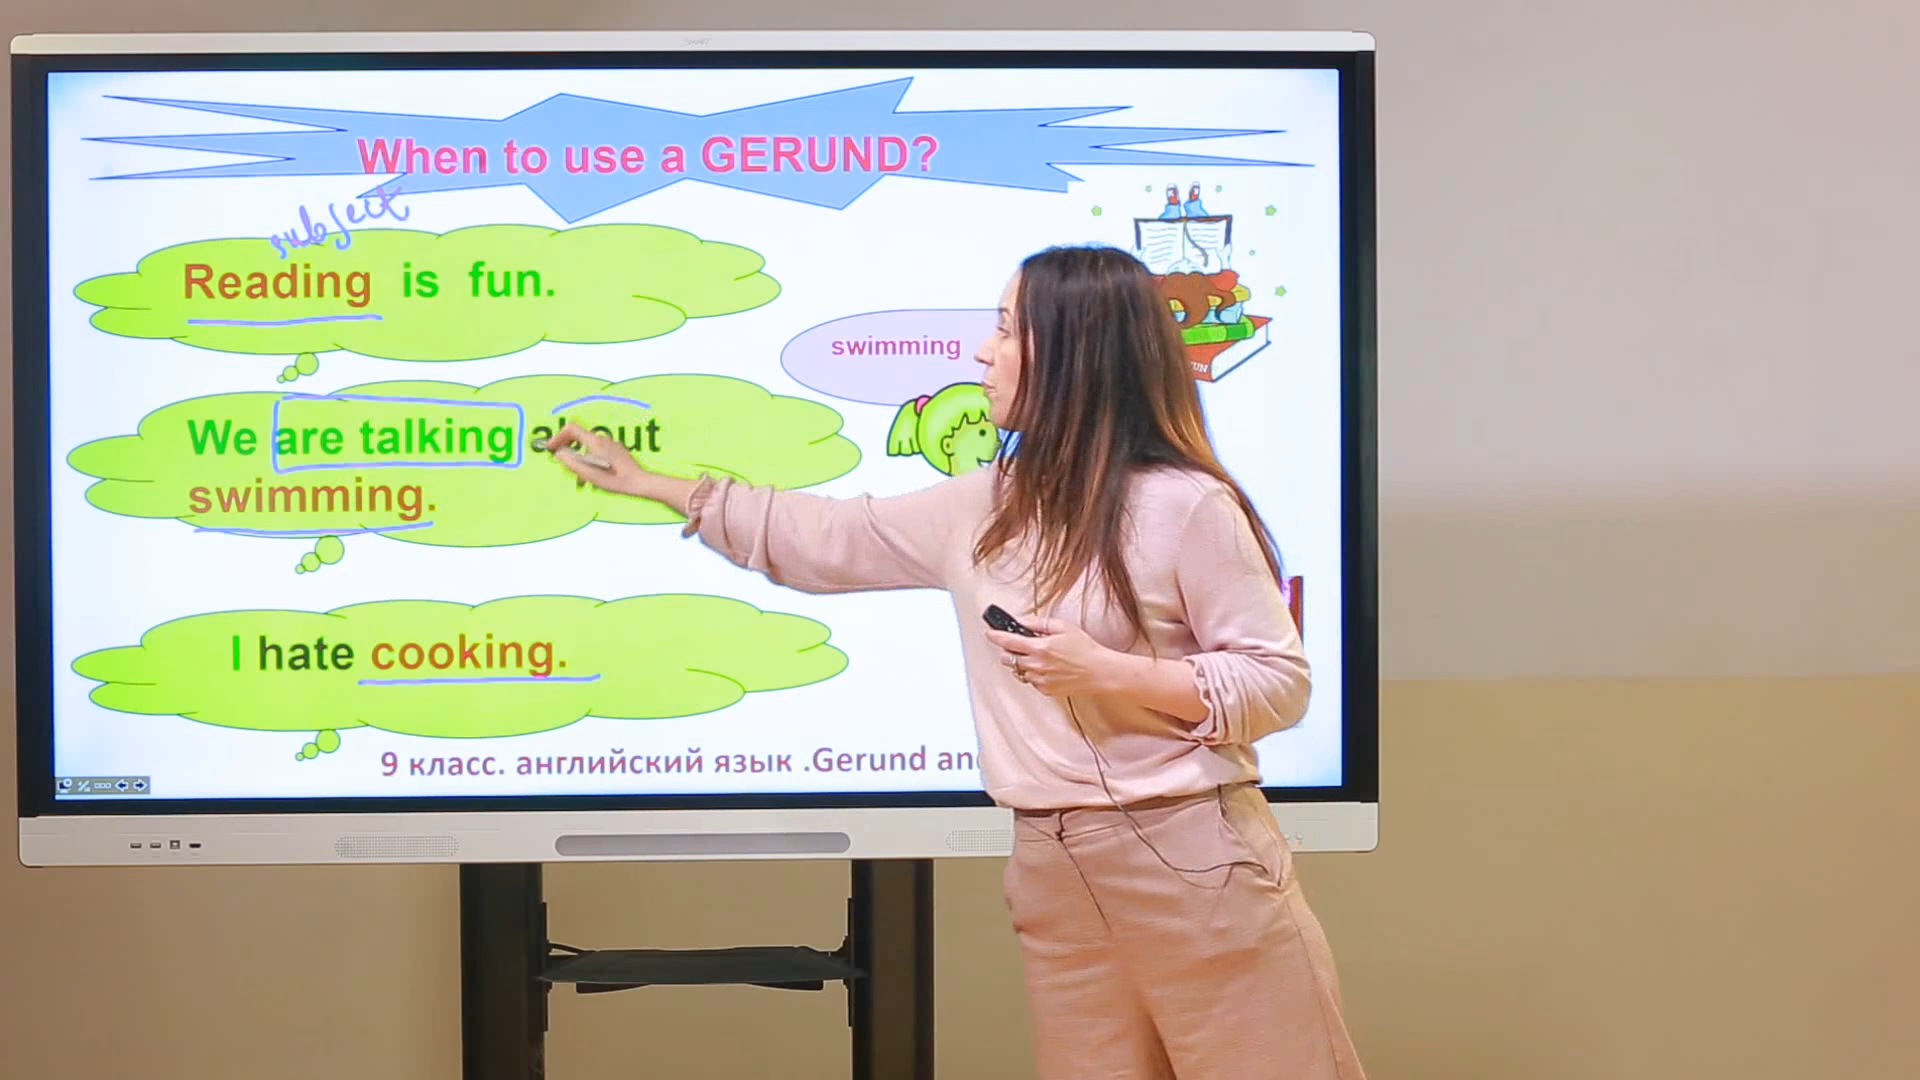 When to use a GERUND?
subject
Reading is fun.
swimming
We are talking about
swimming.
I hate cooking.
9 класс. английский язык .Gerund an